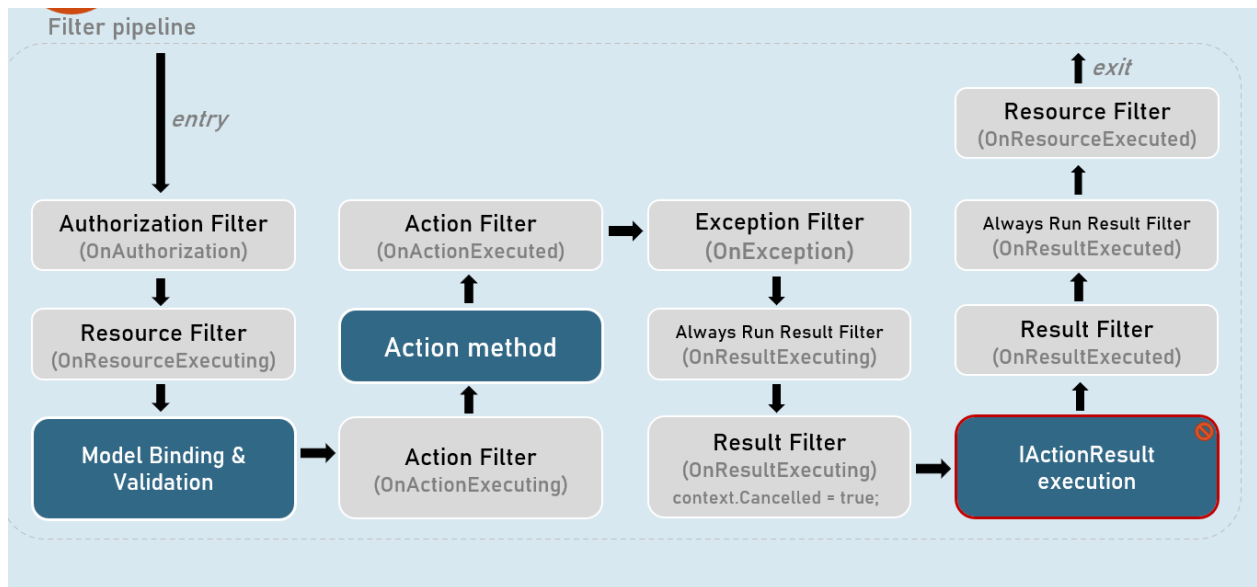 Filter pipeline
entry
Authorization Filter
(OnAuthorization)
Resource Filter
(OnResourceExecuting)
Model Binding &
Validation
Action Filter
(OnActionExecuting)
Action method
Action Filter
(OnActionExecuted)
Exception Filter
(OnException)
Always Run Result Filter
(OnResultExecuting)
Result Filter
(OnResultExecuting)
context.Cancelled = true;
IActionResult
execution
Result Filter
(OnResultExecuted)
Always Run Result Filter
(OnResultExecuted)
Resource Filter
(OnResourceExecuted)
exit